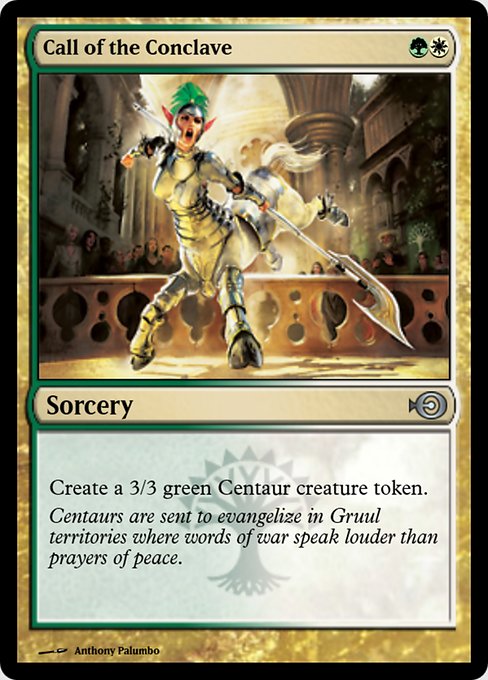 Call of the Conclave
Sorcery
Create a 3/3 green Centaur creature token.
Centaurs are sent to evangelize in Gruul
territories where words of war speak louder than
prayers of peace.
Anthony Palumbo